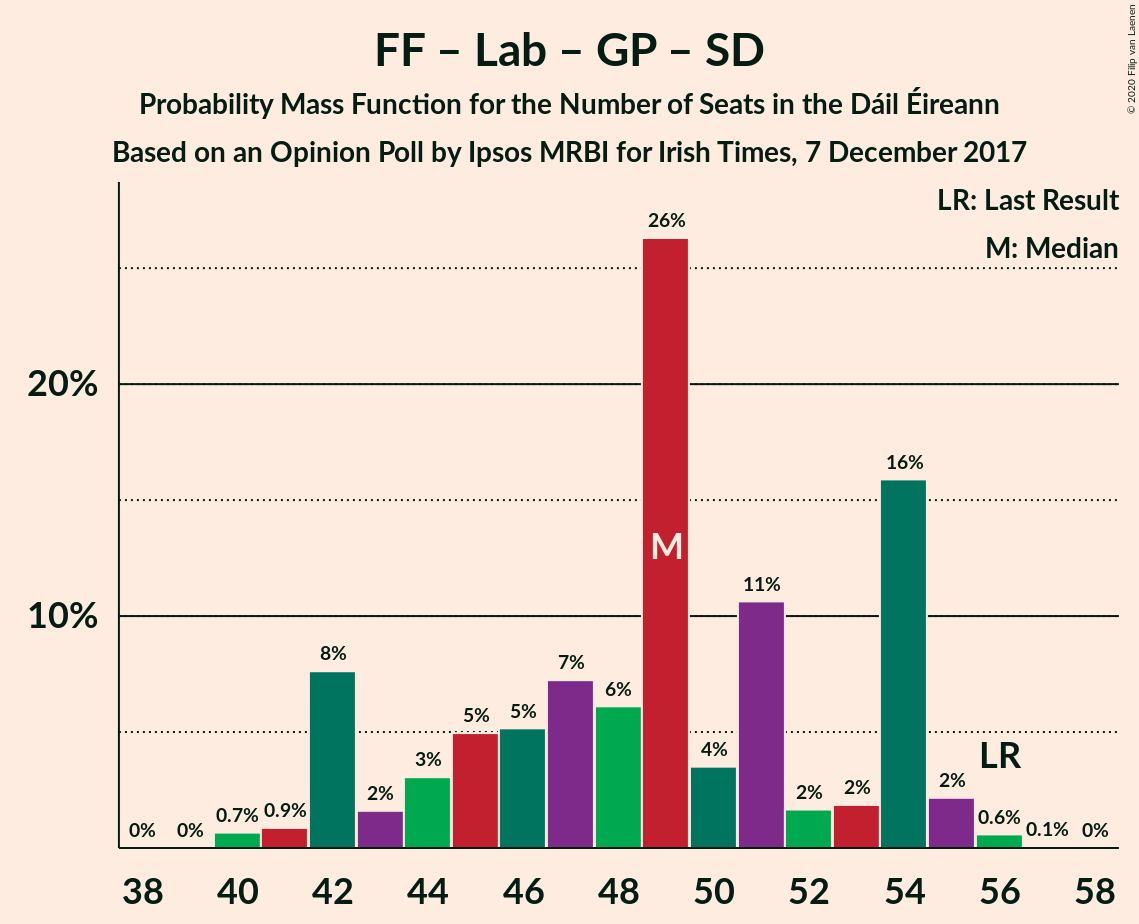 FF – Lab – GP – SD
Probability Mass Function for the Number of Seats in the Dáil Éireann
Based on an Opinion Poll by Ipsos MRBI for Irish Times, 7 December 2017
© 2020 Filip van Laenen
LR: Last Result
M: Median
20%
10%
0%
0%
0.7%
0.9%
8%
2%
3%
5%
5%
7%
6%
26%
M
4%
11%
2%
2%
16%
2%
LR
0.6%
0.1%
0%
38 40 42 44 46 48 50 52 54 56 58